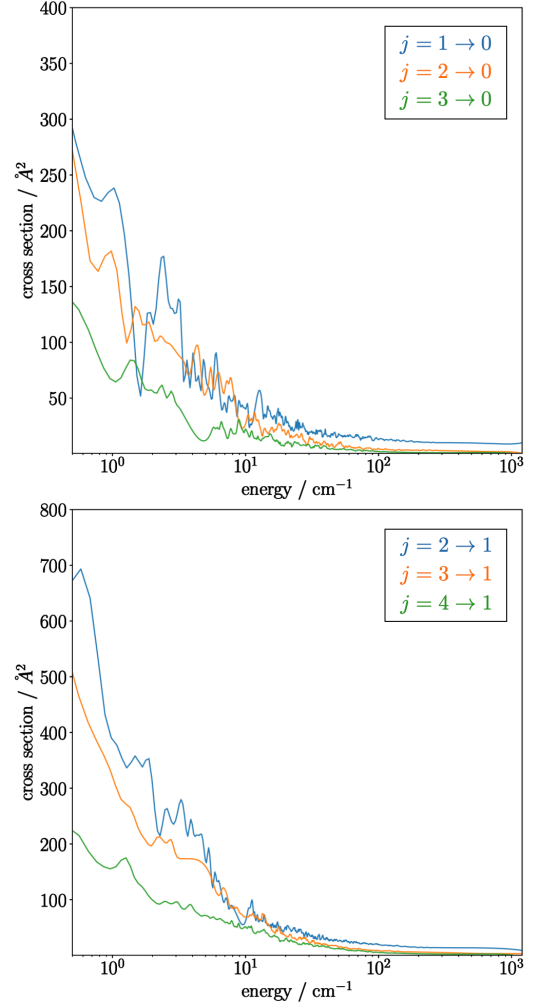 400
350
300
250
200
150
100
50
cross section / Å²
j = 1 → 0
j = 2 → 0
j = 3 → 0
10⁰ 10¹ 10² 10³
energy / cm⁻¹
800
700
600
500
400
300
200
100
cross section / Å²
j = 2 → 1
j = 3 → 1
j = 4 → 1
10⁰ 10¹ 10² 10³
energy / cm⁻¹